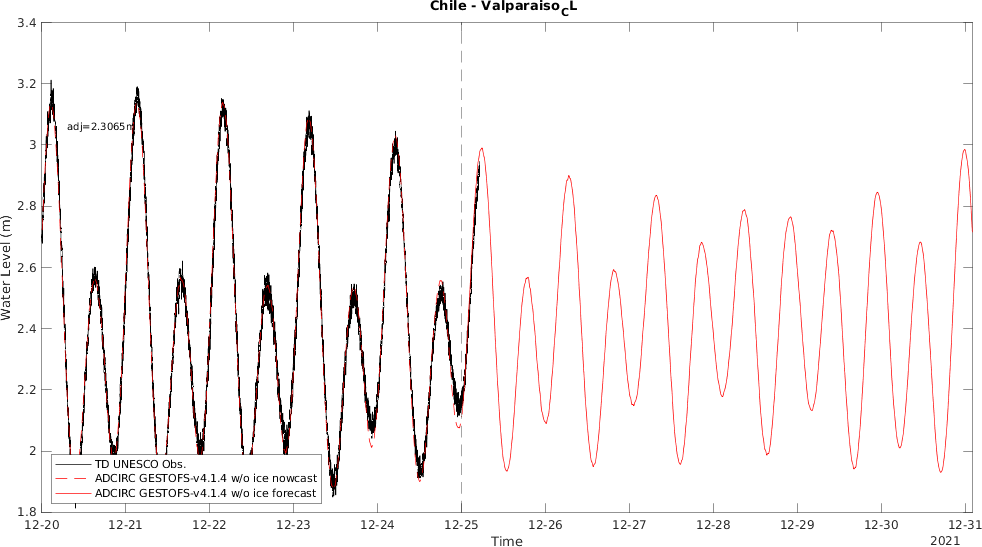 Chile - Valparaiso_CL
3.4
3.2
3
2.8
2.6
2.4
2.2
2
1.8
Water Level (m)
adj=2.3065m
TD UNESCO Obs.
ADCIRC GESTOFS-v4.1.4 w/o ice nowcast
ADCIRC GESTOFS-v4.1.4 w/o ice forecast
12-20 12-21 12-22 12-23 12-24 12-25 12-26 12-27 12-28 12-29 12-30 12-31
Time
2021